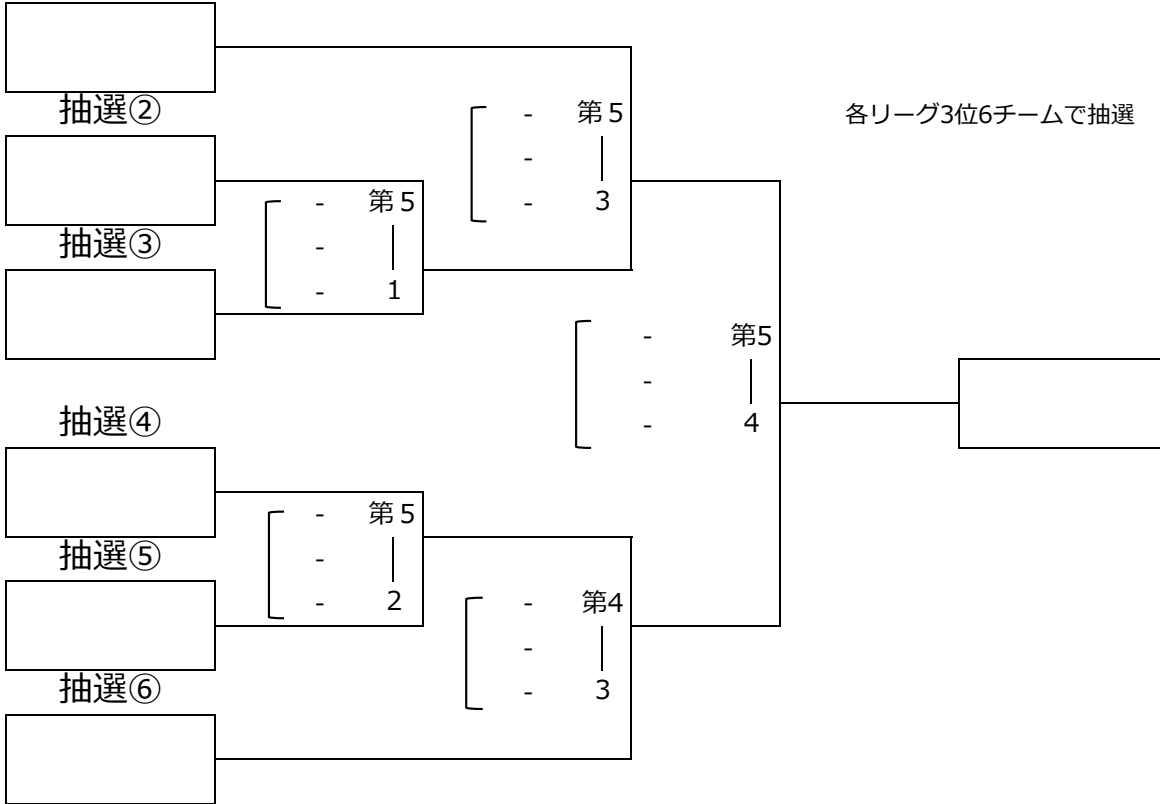 抽選②
- 第５
各リーグ3位6チームで抽選
-
- 3
- 第５
抽選③
-
- 1
- 第5
-
- 4
抽選④
- 第５
抽選⑤
-
- 2
- 第4
抽選⑥
-
- 3